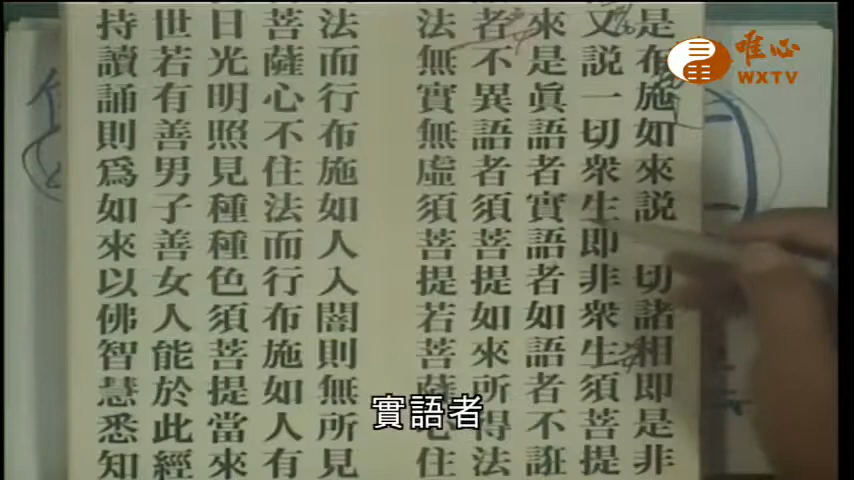 是布施如來說 切諸相即是非
又說一切衆生即非衆生須菩提
來是眞語者實語者如語者不誑
者不異語者須菩提如來所得法
法無實無虛須菩提若菩薩心住
法而行布施如人入闇則無所見
菩薩心不住法而行布施如人有
日光明照見種種色須菩提當來
世若有善男子善女人能於此經
持讀誦則爲如來以佛智慧悉知
實語者
唯心
WXTV